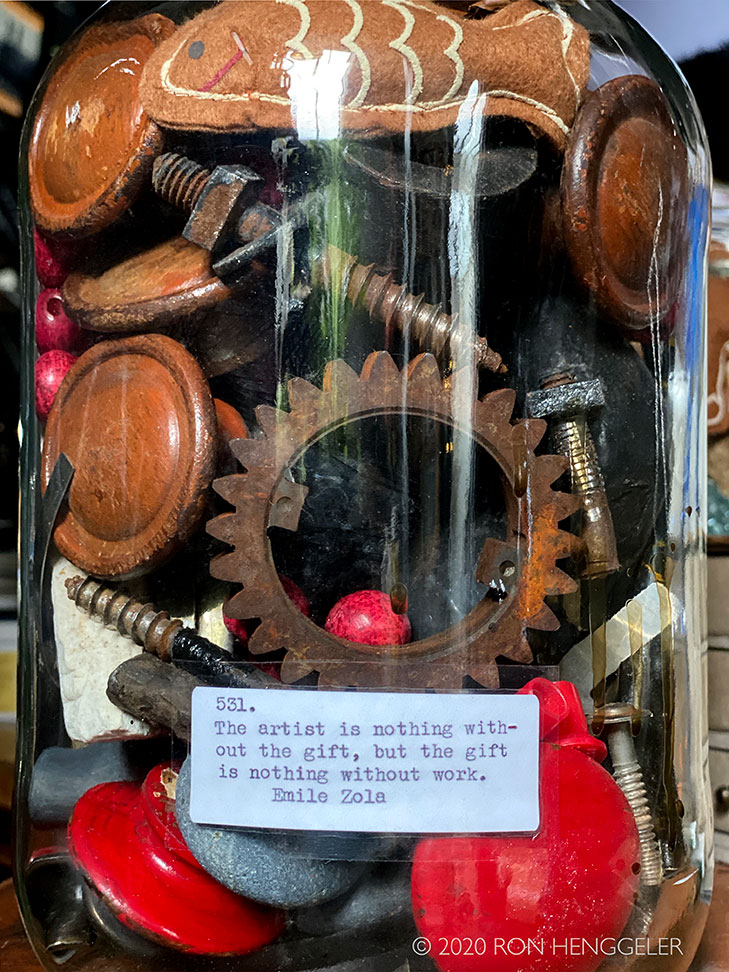 531.
The artist is nothing with-
out the gift, but the gift
is nothing without work.
Emile Zola
© 2020 RON HENGGELER